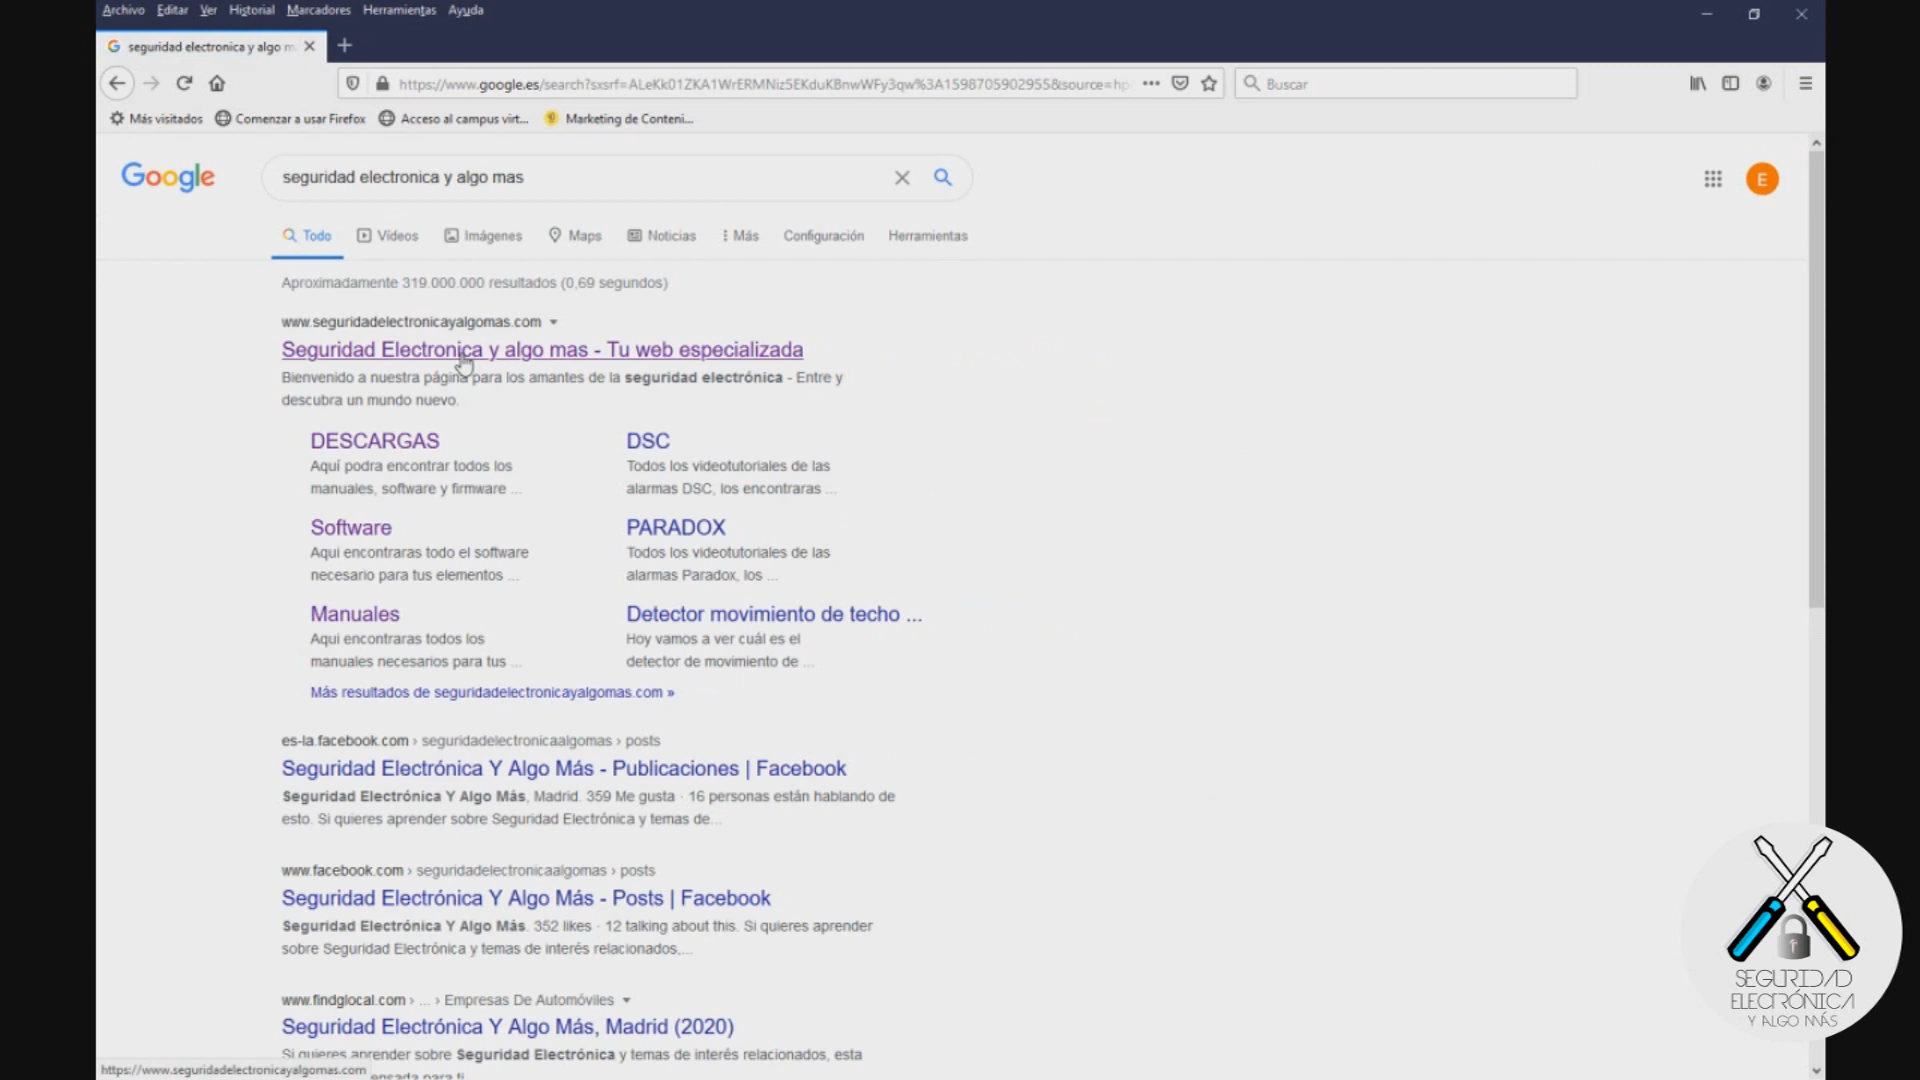 Archivo Editar Ver Historial Marcadores Herramientas Ayuda
seguridad electronica y algo m
https://www.google.es/search?sxsrf=ALeKk01ZKA1WrERMNiz5EKduKBnwWFy3qw%3A1598705902955&source=hp
Buscar
Más visitados Comenzar a usar Firefox Acceso al campus virt... Marketing de Conteni...
Google
seguridad electronica y algo mas
E
Todo Vídeos Imágenes Maps Noticias Más Configuración Herramientas
Aproximadamente 319.000.000 resultados (0,69 segundos)
www.seguridadelectronicayalgomas.com
Seguridad Electronica y algo mas - Tu web especializada
Bienvenido a nuestra página para los amantes de la seguridad electrónica - Entre y
descubra un mundo nuevo.
DESCARGAS
Aquí podra encontrar todos los
manuales, software y firmware ...
DSC
Todos los videotutoriales de las
alarmas DSC, los encontraras ...
Software
Aqui encontraras todo el software
necesario para tus elementos ...
PARADOX
Todos los videotutoriales de las
alarmas Paradox, los ...
Manuales
Aqui encontraras todos los
manuales necesarios para tus ...
Detector movimiento de techo ...
Hoy vamos a ver cuál es el
detector de movimiento de ...
Más resultados de seguridadelectronicayalgomas.com »
es-la.facebook.com › seguridadelectronicaalgomas › posts
Seguridad Electrónica Y Algo Más - Publicaciones | Facebook
Seguridad Electrónica Y Algo Más, Madrid. 359 Me gusta · 16 personas están hablando de
esto. Si quieres aprender sobre Seguridad Electrónica y temas de...
www.facebook.com › seguridadelectronicaalgomas › posts
Seguridad Electrónica Y Algo Más - Posts | Facebook
Seguridad Electrónica Y Algo Más. 352 likes · 12 talking about this. Si quieres aprender
sobre Seguridad Electrónica y temas de interés relacionados,...
www.findglocal.com › ... › Empresas De Automóviles
Seguridad Electrónica Y Algo Más, Madrid (2020)
Si quieres aprender sobre Seguridad Electrónica y temas de interés relacionados, esta
https://www.seguridadelectronicayalgomas.com
SEGURIDAD
ELECTRÓNICA
Y ALGO MÁS